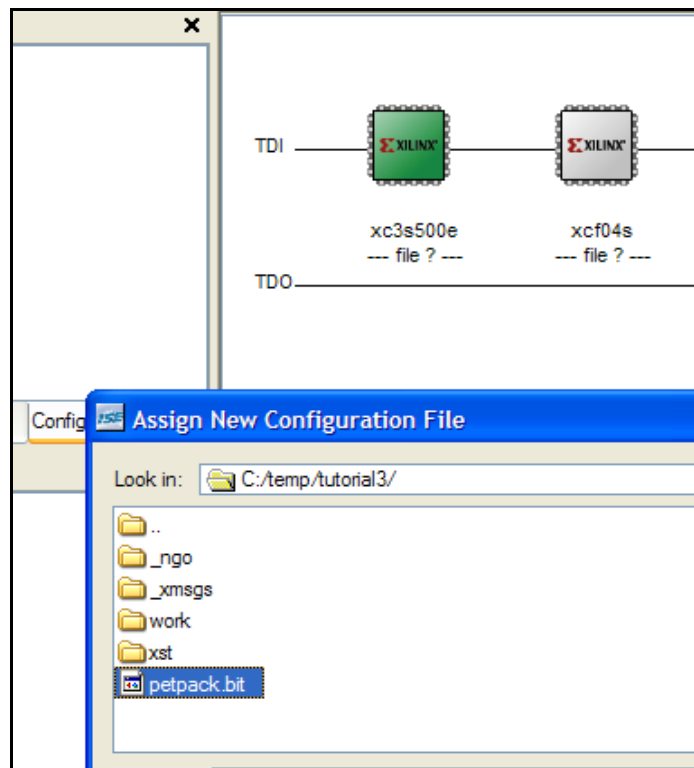 TDI
XILINX
XILINX
xc3s500e
xcf04s
--- file ? ---
--- file ? ---
TDO
Config
ISE Assign New Configuration File
Look in: C:/temp/tutorial3/
..
_ngo
_xmsgs
work
xst
petpack.bit